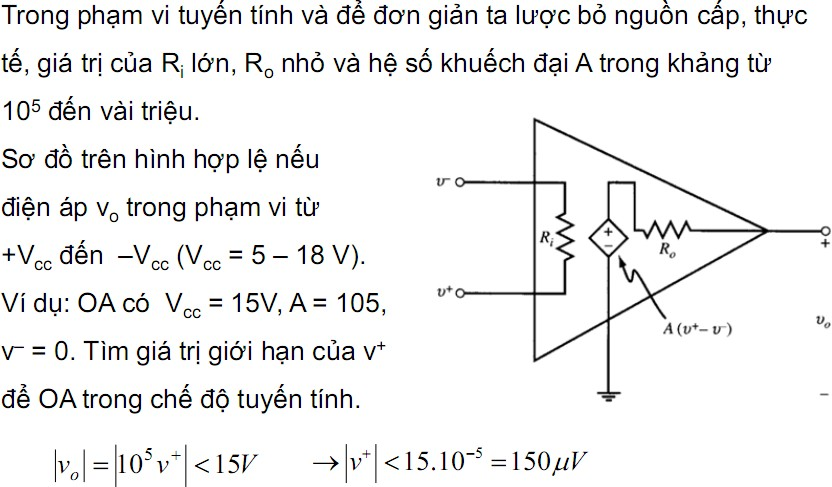 Trong phạm vi tuyến tính và để đơn giản ta lược bỏ nguồn cấp, thực
tế, giá trị của Rᵢ lớn, Rₒ nhỏ và hệ số khuếch đại A trong khảng từ
10⁵ đến vài triệu.
Sơ đồ trên hình hợp lệ nếu
điện áp vₒ trong phạm vi từ
+Vcc đến –Vcc (Vcc = 5 – 18 V).
Ví dụ: OA có Vcc = 15V, A = 105,
v⁻ = 0. Tìm giá trị giới hạn của v⁺
để OA trong chế độ tuyến tính.
υ⁻
Rᵢ
+
−
Rₒ
+
υ⁺
A (υ⁺− υ⁻)
υₒ
−
|vₒ| = |10⁵ v⁺| < 15V → |v⁺| < 15.10⁻⁵ = 150 μV